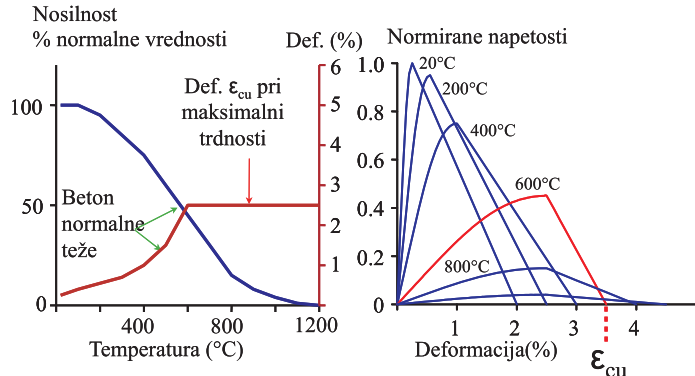 Nosilnost
% normalne vrednosti
Def. (%)
Def. εcu pri
maksimalni
trdnosti
Beton
normalne
teže
100
50
0
6
5
4
3
2
1
0
400
800
1200
Temperatura (°C)
Normirane napetosti
1.0
0.8
0.6
0.4
0.2
0
20°C
200°C
400°C
600°C
800°C
1
2
3
4
Deformacija(%)
εcu